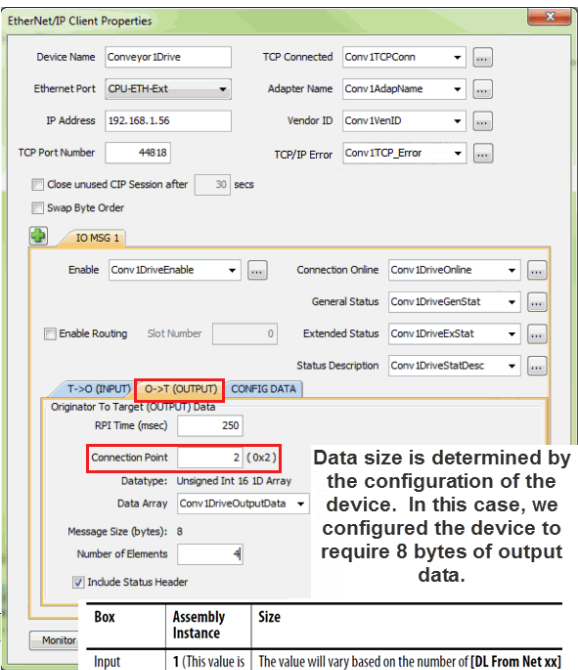 EtherNet/IP Client Properties
Device Name Conveyor1Drive TCP Connected Conv1TCPConn ...
Ethernet Port CPU-ETH-Ext Adapter Name Conv1AdapName ...
IP Address 192.168.1.56 Vendor ID Conv1VenID ...
TCP Port Number 44818 TCP/IP Error Conv1TCP_Error ...
Close unused CIP Session after 30 secs
Swap Byte Order
IO MSG 1
Enable Conv1DriveEnable ... Connection Online Conv1DriveOnline ...
General Status Conv1DriveGenStat ...
Enable Routing Slot Number 0 Extended Status Conv1DriveExStat ...
Status Description Conv1DriveStatDesc ...
T->O (INPUT) O->T (OUTPUT) CONFIG DATA
Originator To Target (OUTPUT) Data
RPI Time (msec) 250
Connection Point 2 (0x2)
Datatype: Unsigned Int 16 1D Array
Data Array Conv1DriveOutputData
Message Size (bytes): 8
Number of Elements 4
Include Status Header
Data size is determined by
the configuration of the
device. In this case, we
configured the device to
require 8 bytes of output
data.
Monitor
Box Assembly Instance Size
Input 1 (This value is The value will vary based on the number of [DL From Net xx]